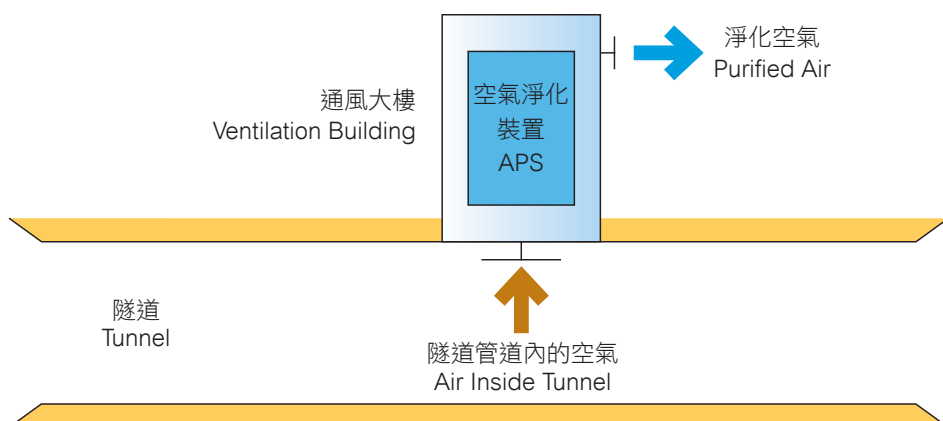 淨化空氣
Purified Air
通風大樓
Ventilation Building
空氣淨化
裝置
APS
隧道
Tunnel
隧道管道內的空氣
Air Inside Tunnel